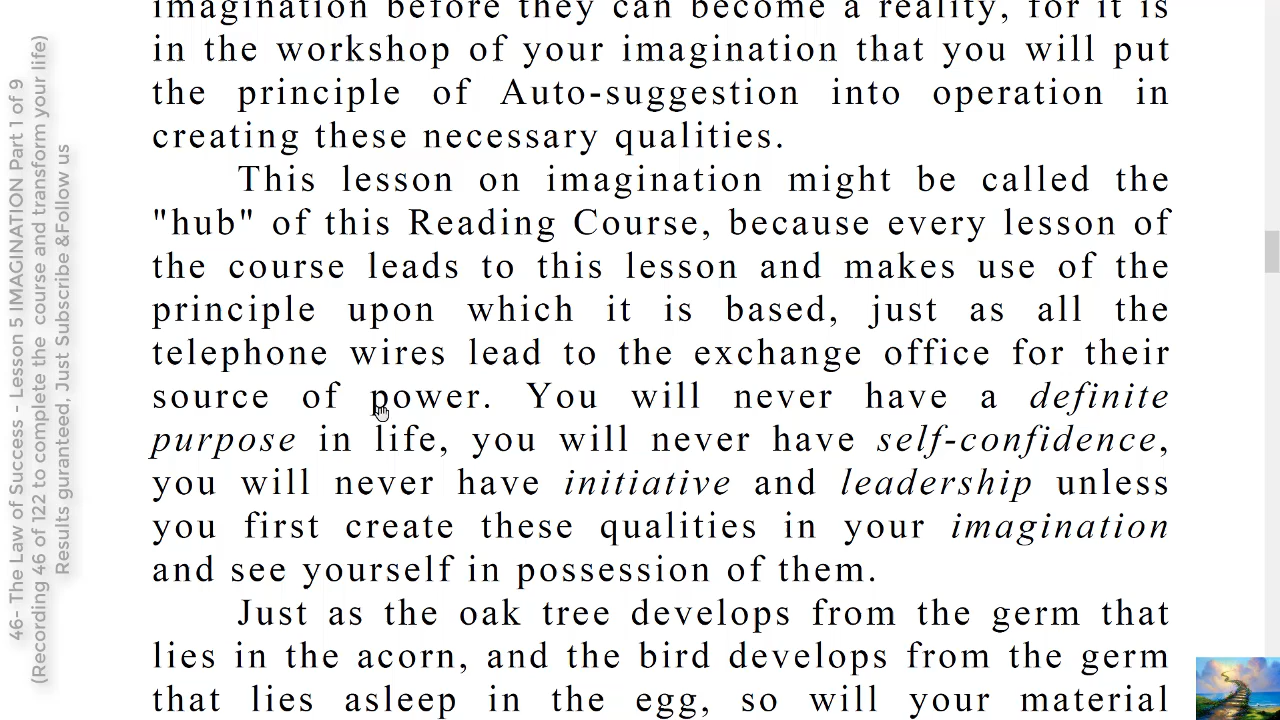 imagination before they can become a reality, for it is
in the workshop of your imagination that you will put
the principle of Auto-suggestion into operation in
creating these necessary qualities.
This lesson on imagination might be called the
"hub" of this Reading Course, because every lesson of
the course leads to this lesson and makes use of the
principle upon which it is based, just as all the
telephone wires lead to the exchange office for their
source of power. You will never have a definite
purpose in life, you will never have self-confidence,
you will never have initiative and leadership unless
you first create these qualities in your imagination
and see yourself in possession of them.
Just as the oak tree develops from the germ that
lies in the acorn, and the bird develops from the germ
that lies asleep in the egg, so will your material
46- The Law of Success - Lesson 5 IMAGINATION Part 1 of 9
(Recording 46 of 122 to complete the course and transform your life)
Results guranteed, Just Subscribe &Follow us